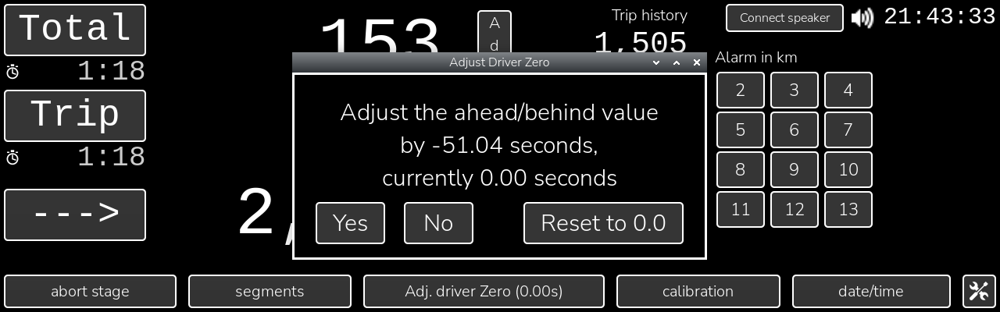 Total
1:18
Trip
1:18
--->
153
A
d
Trip history
1,505
Connect speaker
21:43:33
Alarm in km
2 3 4
5 6 7
8 9 10
11 12 13
2,
Adjust Driver Zero
Adjust the ahead/behind value
by -51.04 seconds,
currently 0.00 seconds
Yes No Reset to 0.0
abort stage segments Adj. driver Zero (0.00s) calibration date/time